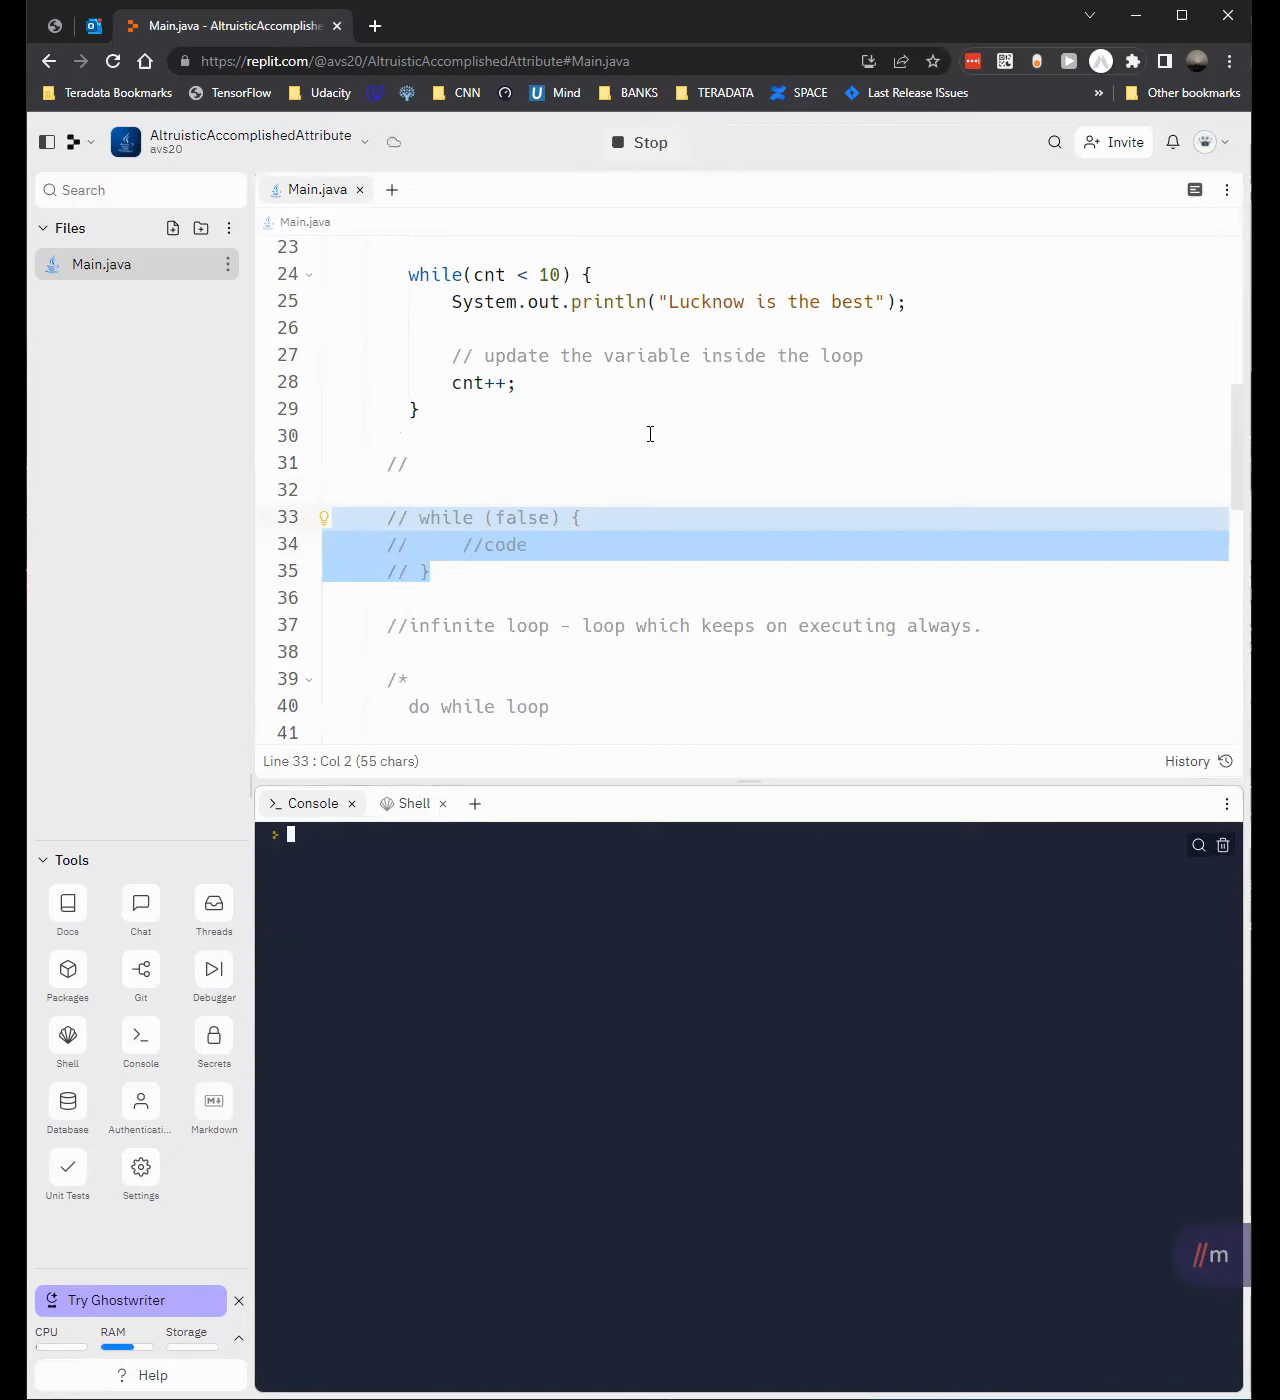 Main.java - AltruisticAccomplishe
https://replit.com/@avs20/AltruisticAccomplishedAttribute#Main.java
Teradata Bookmarks TensorFlow Udacity CNN Mind BANKS TERADATA SPACE Last Release ISsues » Other bookmarks
AltruisticAccomplishedAttribute
avs20
Stop
Invite
Search
Main.java
Files
Main.java
Main.java
23
24 while(cnt < 10) {
25 System.out.println("Lucknow is the best");
26
27 // update the variable inside the loop
28 cnt++;
29 }
30
31 //
32
33 // while (false) {
34 // //code
35 // }
36
37 //infinite loop - loop which keeps on executing always.
38
39 /*
40 do while loop
41
Line 33 : Col 2 (55 chars)
History
Console
Shell
Tools
Docs Chat Threads
Packages Git Debugger
Shell Console Secrets
Database Authenticati... Markdown
Unit Tests Settings
Try Ghostwriter
CPU RAM Storage
? Help
//m